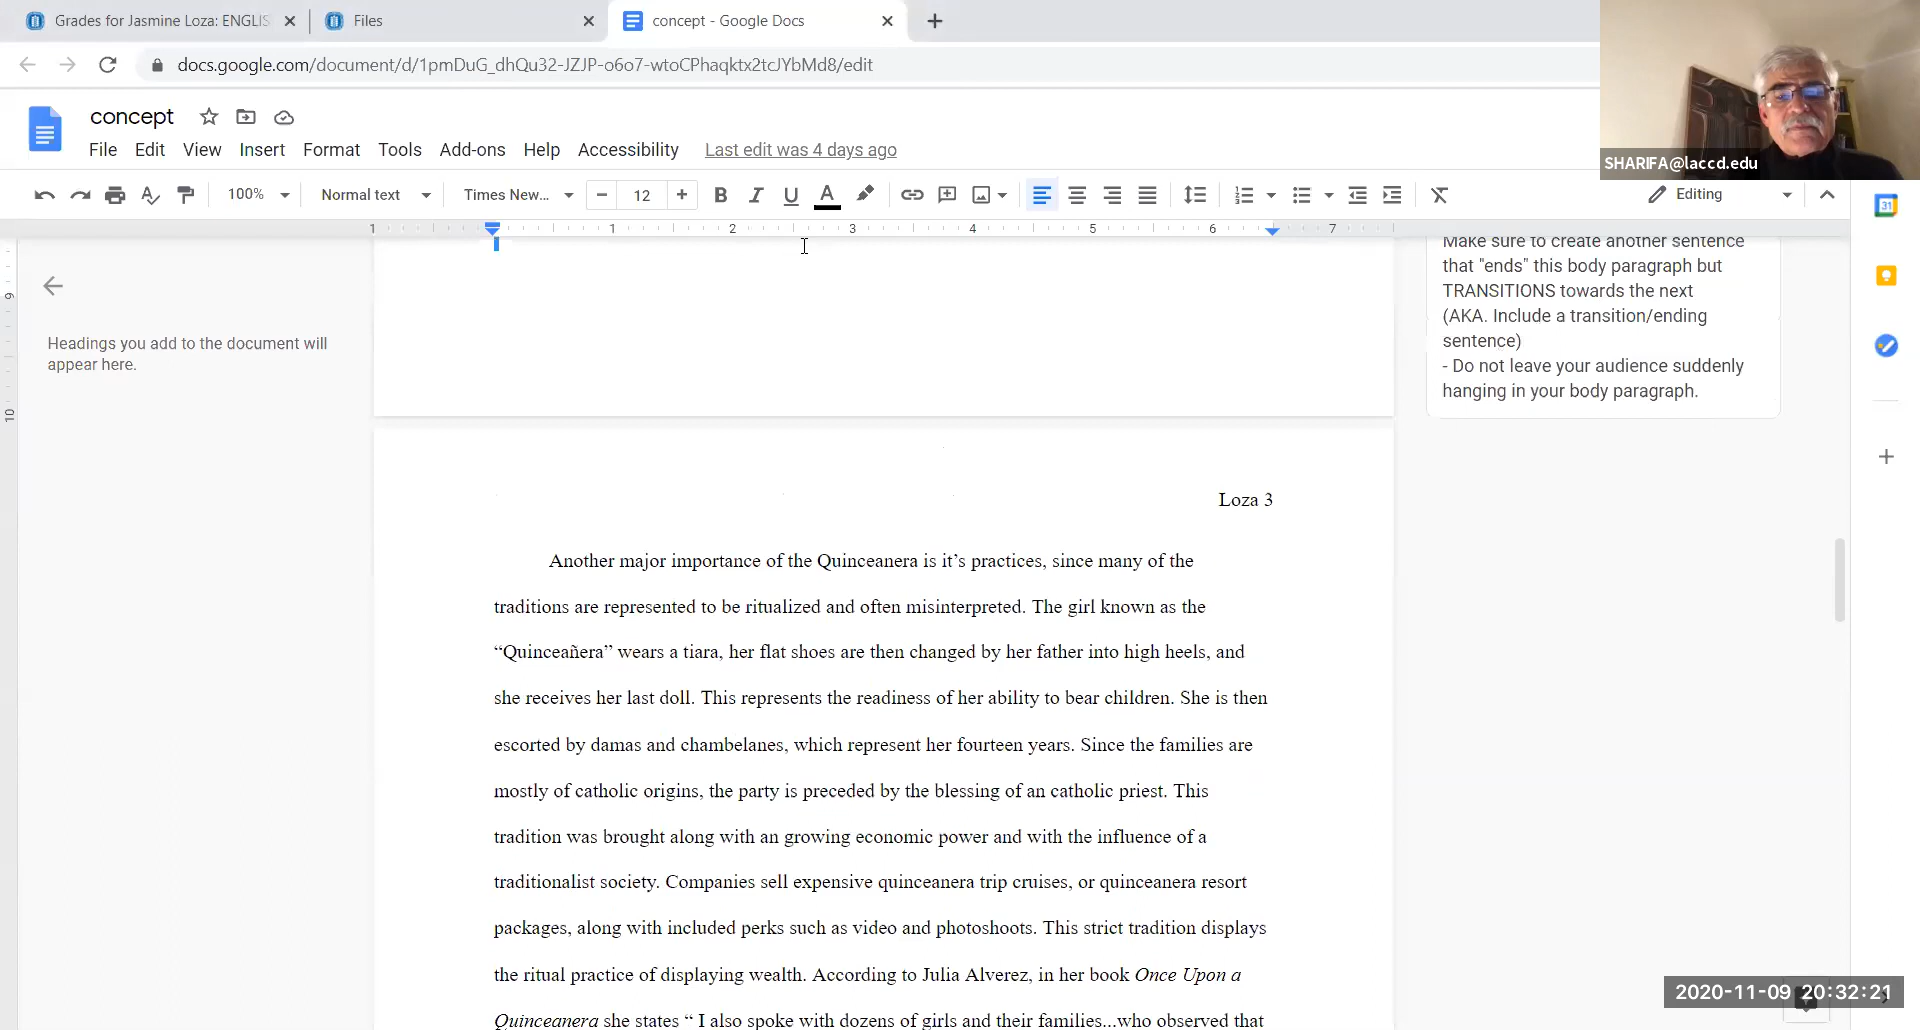 Grades for Jasmine Loza: ENGLIS
Files
concept - Google Docs
docs.google.com/document/d/1pmDuG_dhQu32-JZJP-o6o7-wtoCPhaqktx2tcJYbMd8/edit
concept
File Edit View Insert Format Tools Add-ons Help Accessibility Last edit was 4 days ago
SHARIFA@laccd.edu
100% Normal text Times New... 12 Editing
1 1 2 3 4 5 6 7
9
10
31
Headings you add to the document will
appear here.
Make sure to create another sentence
that "ends" this body paragraph but
TRANSITIONS towards the next
(AKA. Include a transition/ending
sentence)
- Do not leave your audience suddenly
hanging in your body paragraph.
Loza 3
Another major importance of the Quinceanera is it’s practices, since many of the
traditions are represented to be ritualized and often misinterpreted. The girl known as the
“Quinceañera” wears a tiara, her flat shoes are then changed by her father into high heels, and
she receives her last doll. This represents the readiness of her ability to bear children. She is then
escorted by damas and chambelanes, which represent her fourteen years. Since the families are
mostly of catholic origins, the party is preceded by the blessing of an catholic priest. This
tradition was brought along with an growing economic power and with the influence of a
traditionalist society. Companies sell expensive quinceanera trip cruises, or quinceanera resort
packages, along with included perks such as video and photoshoots. This strict tradition displays
the ritual practice of displaying wealth. According to Julia Alverez, in her book Once Upon a
Quinceanera she states “ I also spoke with dozens of girls and their families...who observed that
2020-11-09 20:32:21